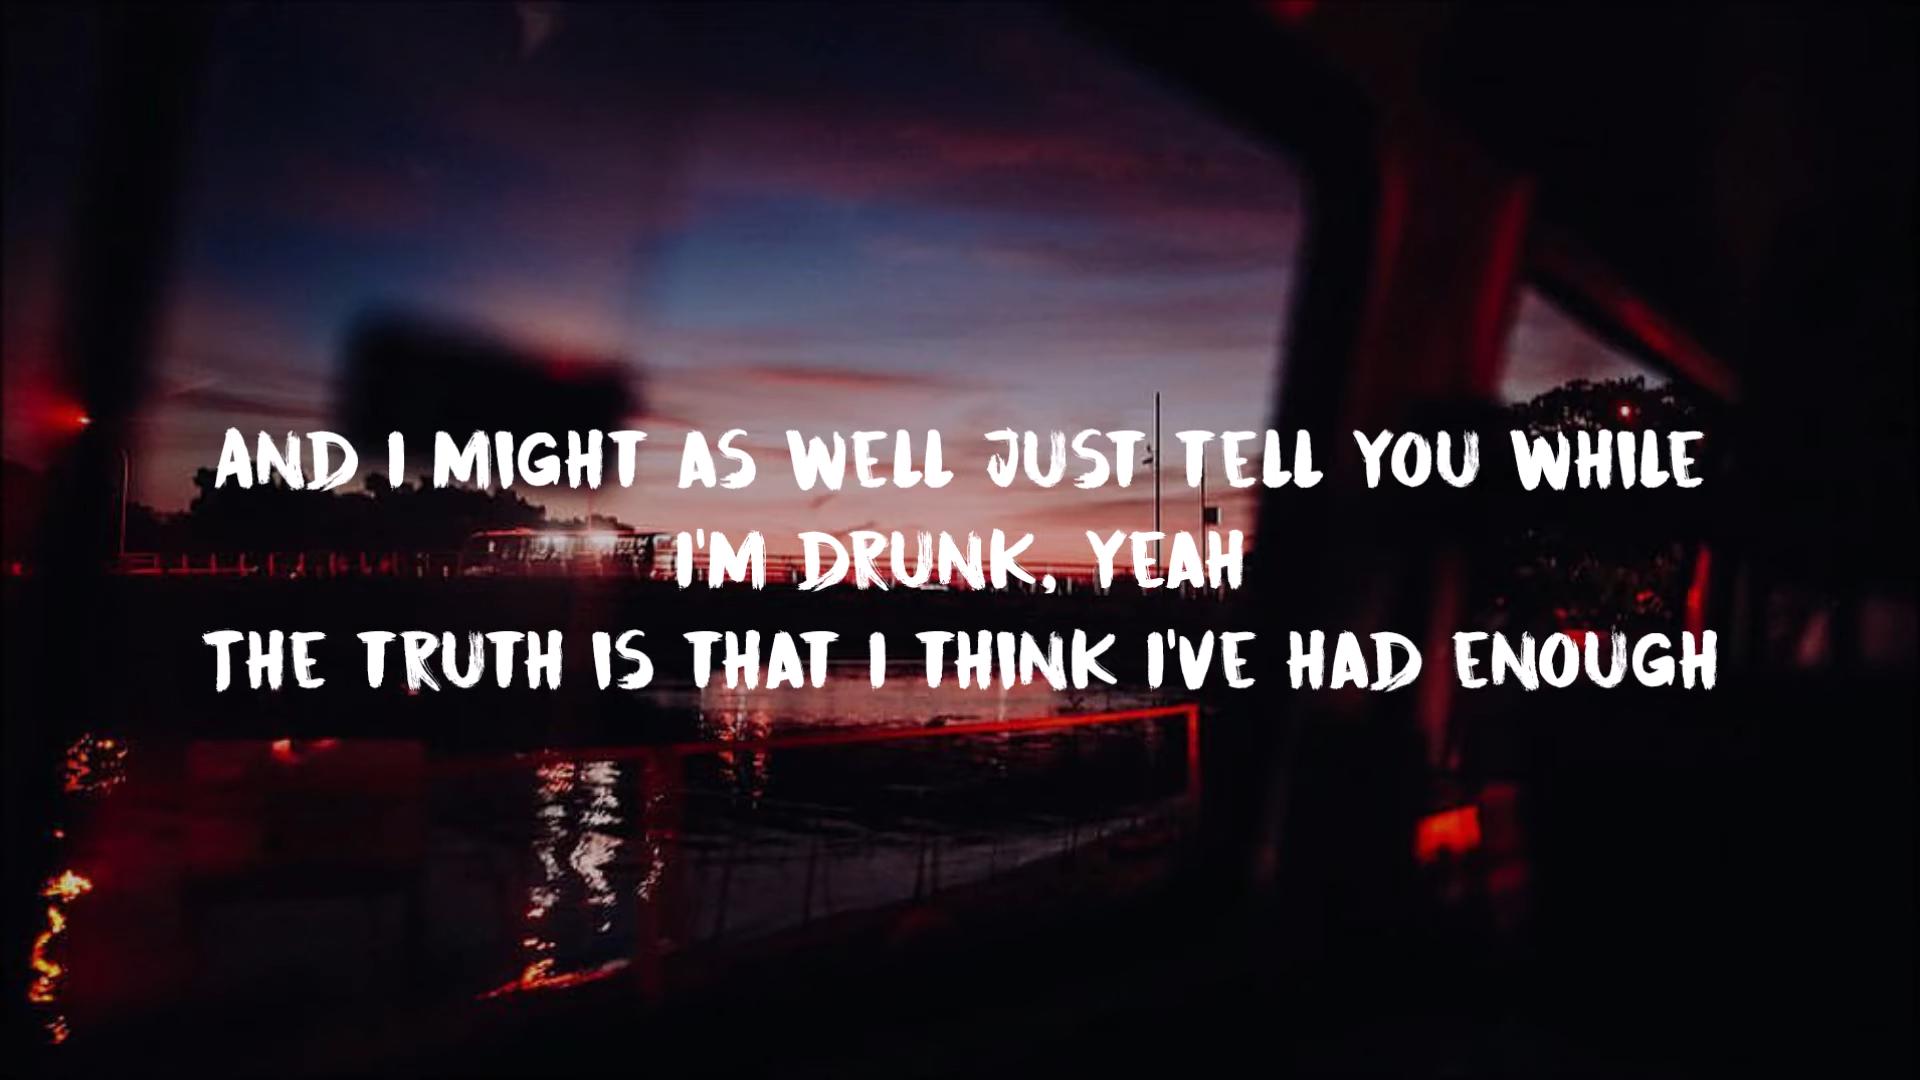 AND I MIGHT AS WELL JUST TELL YOU WHILE
I'M DRUNK, YEAH
THE TRUTH IS THAT I THINK I'VE HAD ENOUGH